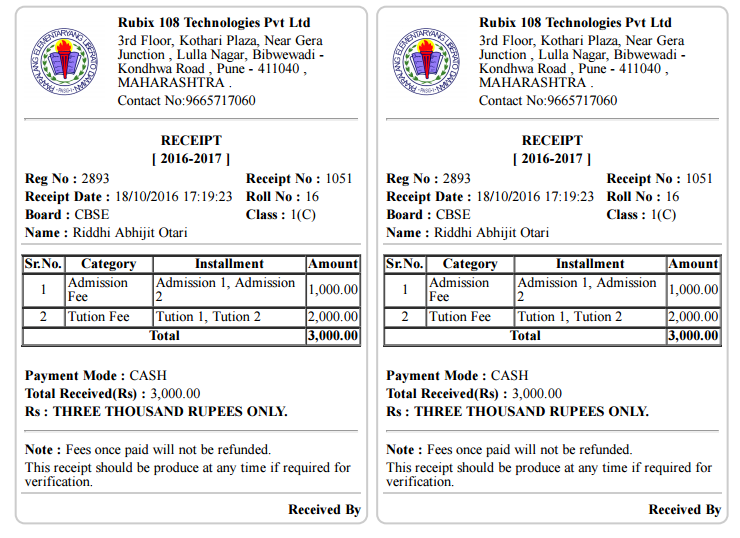 Rubix 108 Technologies Pvt Ltd
3rd Floor, Kothari Plaza, Near Gera
Junction , Lulla Nagar, Bibwewadi -
Kondhwa Road , Pune - 411040 ,
MAHARASHTRA .
Contact No:9665717060
RECEIPT
[ 2016-2017 ]
Reg No : 2893 Receipt No : 1051
Receipt Date : 18/10/2016 17:19:23 Roll No : 16
Board : CBSE Class : 1(C)
Name : Riddhi Abhijit Otari
Sr.No. Category Installment Amount
1 Admission Fee Admission 1, Admission 2 1,000.00
2 Tution Fee Tution 1, Tution 2 2,000.00
Total 3,000.00
Payment Mode : CASH
Total Received(Rs) : 3,000.00
Rs : THREE THOUSAND RUPEES ONLY.
Note : Fees once paid will not be refunded.
This receipt should be produce at any time if required for
verification.
Received By
Rubix 108 Technologies Pvt Ltd
3rd Floor, Kothari Plaza, Near Gera
Junction , Lulla Nagar, Bibwewadi -
Kondhwa Road , Pune - 411040 ,
MAHARASHTRA .
Contact No:9665717060
RECEIPT
[ 2016-2017 ]
Reg No : 2893 Receipt No : 1051
Receipt Date : 18/10/2016 17:19:23 Roll No : 16
Board : CBSE Class : 1(C)
Name : Riddhi Abhijit Otari
Sr.No. Category Installment Amount
1 Admission Fee Admission 1, Admission 2 1,000.00
2 Tution Fee Tution 1, Tution 2 2,000.00
Total 3,000.00
Payment Mode : CASH
Total Received(Rs) : 3,000.00
Rs : THREE THOUSAND RUPEES ONLY.
Note : Fees once paid will not be refunded.
This receipt should be produce at any time if required for
verification.
Received By